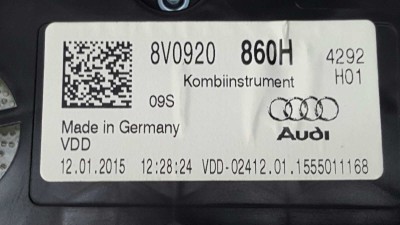 8V0920 860H 4292
Kombiinstrument H01
09S
Made in Germany
VDD
Audi
12.01.2015 12:28:24 VDD-02412.01.1555011168